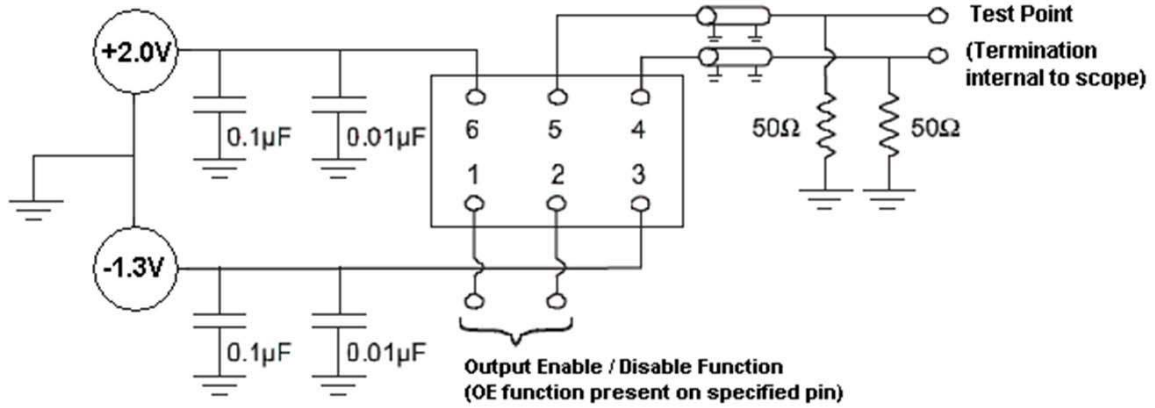 Test Point
+2.0V
(Termination
internal to scope)
0.1µF
0.01µF
6 5 4
50Ω
50Ω
1 2 3
-1.3V
0.1µF
0.01µF
Output Enable / Disable Function
(OE function present on specified pin)